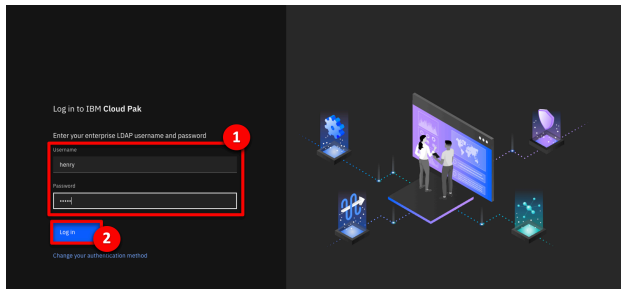 Log in to IBM Cloud Pak
Enter your enterprise LDAP username and password
1
Username
henry
Password
•••••
Log in
2
Change your authentication method